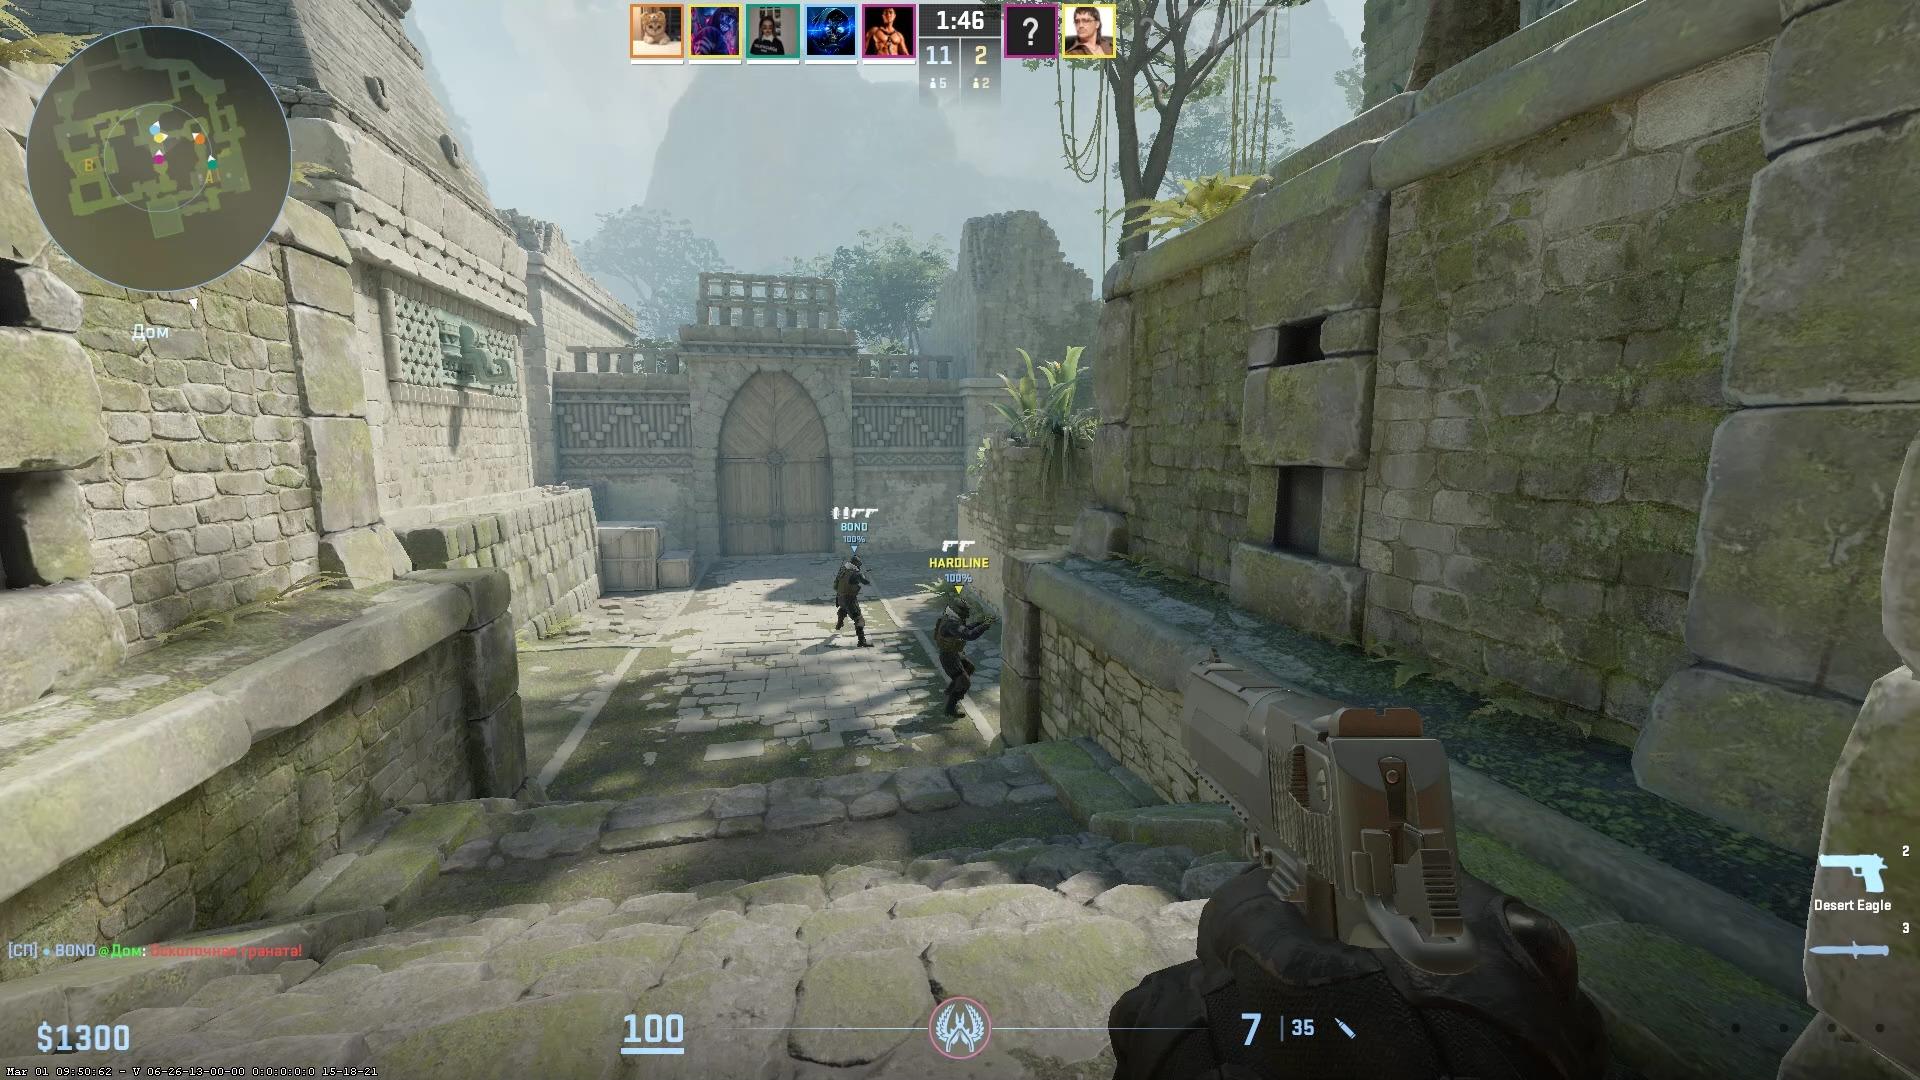 1:46
11 2
5 2
?
B
A
Дом
BOND
100%
HARDLINE
100%
2
Desert Eagle
3
[СП] • BOND @Дом: Осколочная граната!
$1300
100
7 | 35
Mar 01 09:50:62 - V 06-26-13-00-00 0:0:0:0:0 15-18-21